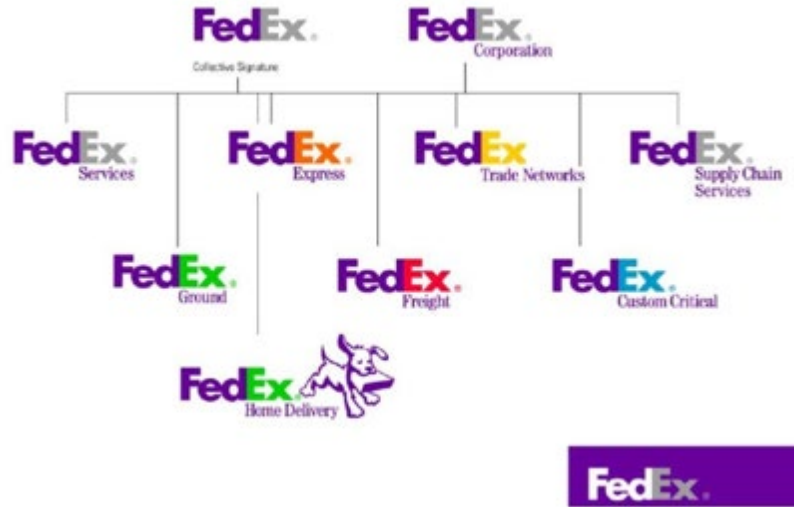 FedEx®
FedEx®
Corporation
Collective Signature
FedEx®
Services
FedEx®
Express
FedEx
Trade Networks
FedEx®
Supply Chain
Services
FedEx®
Ground
FedEx®
Freight
FedEx®
Custom Critical
FedEx®
Home Delivery
FedEx®